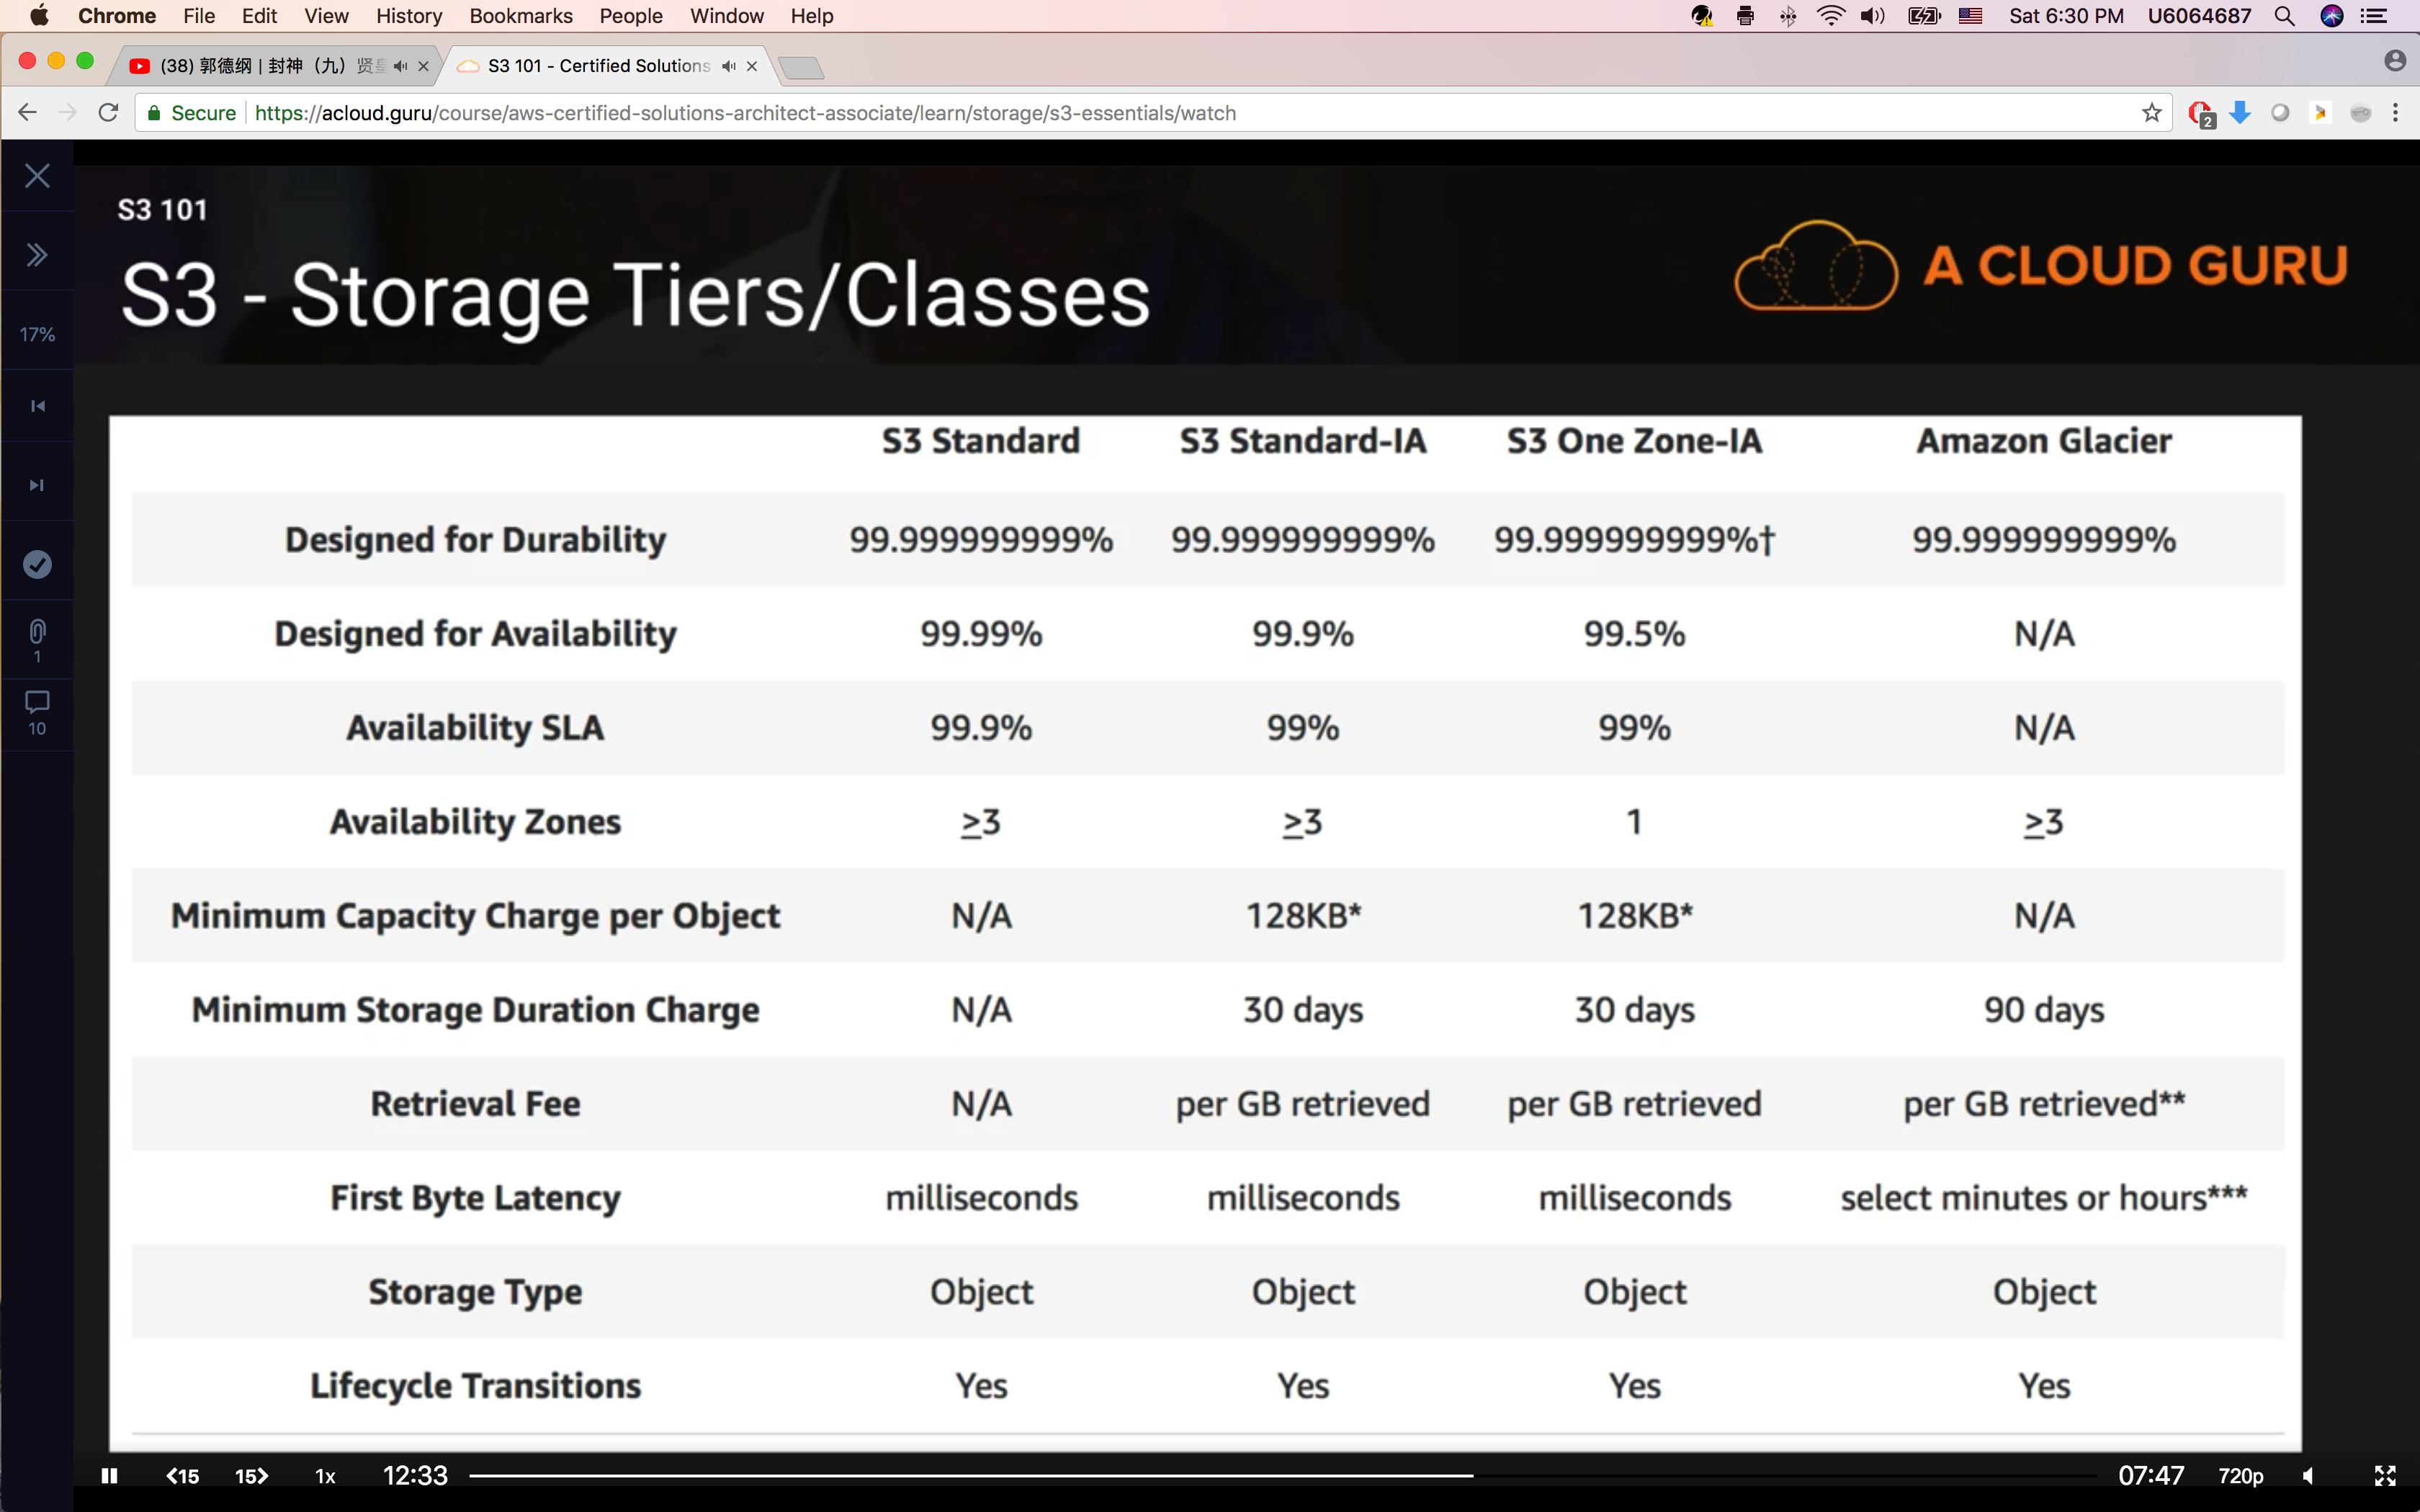 Chrome File Edit View History Bookmarks People Window Help Sat 6:30 PM U6064687
(38) 郭德纲 | 封神（九）贤 S3 101 - Certified Solutions
Secure https://acloud.guru/course/aws-certified-solutions-architect-associate/learn/storage/s3-essentials/watch 2
S3 101
S3 - Storage Tiers/Classes
A CLOUD GURU
17%
1
10
S3 Standard S3 Standard-IA S3 One Zone-IA Amazon Glacier
Designed for Durability 99.999999999% 99.999999999% 99.999999999%† 99.999999999%
Designed for Availability 99.99% 99.9% 99.5% N/A
Availability SLA 99.9% 99% 99% N/A
Availability Zones ≥3 ≥3 1 ≥3
Minimum Capacity Charge per Object N/A 128KB* 128KB* N/A
Minimum Storage Duration Charge N/A 30 days 30 days 90 days
Retrieval Fee N/A per GB retrieved per GB retrieved per GB retrieved**
First Byte Latency milliseconds milliseconds milliseconds select minutes or hours***
Storage Type Object Object Object Object
Lifecycle Transitions Yes Yes Yes Yes
<15 15> 1x 12:33 07:47 720p